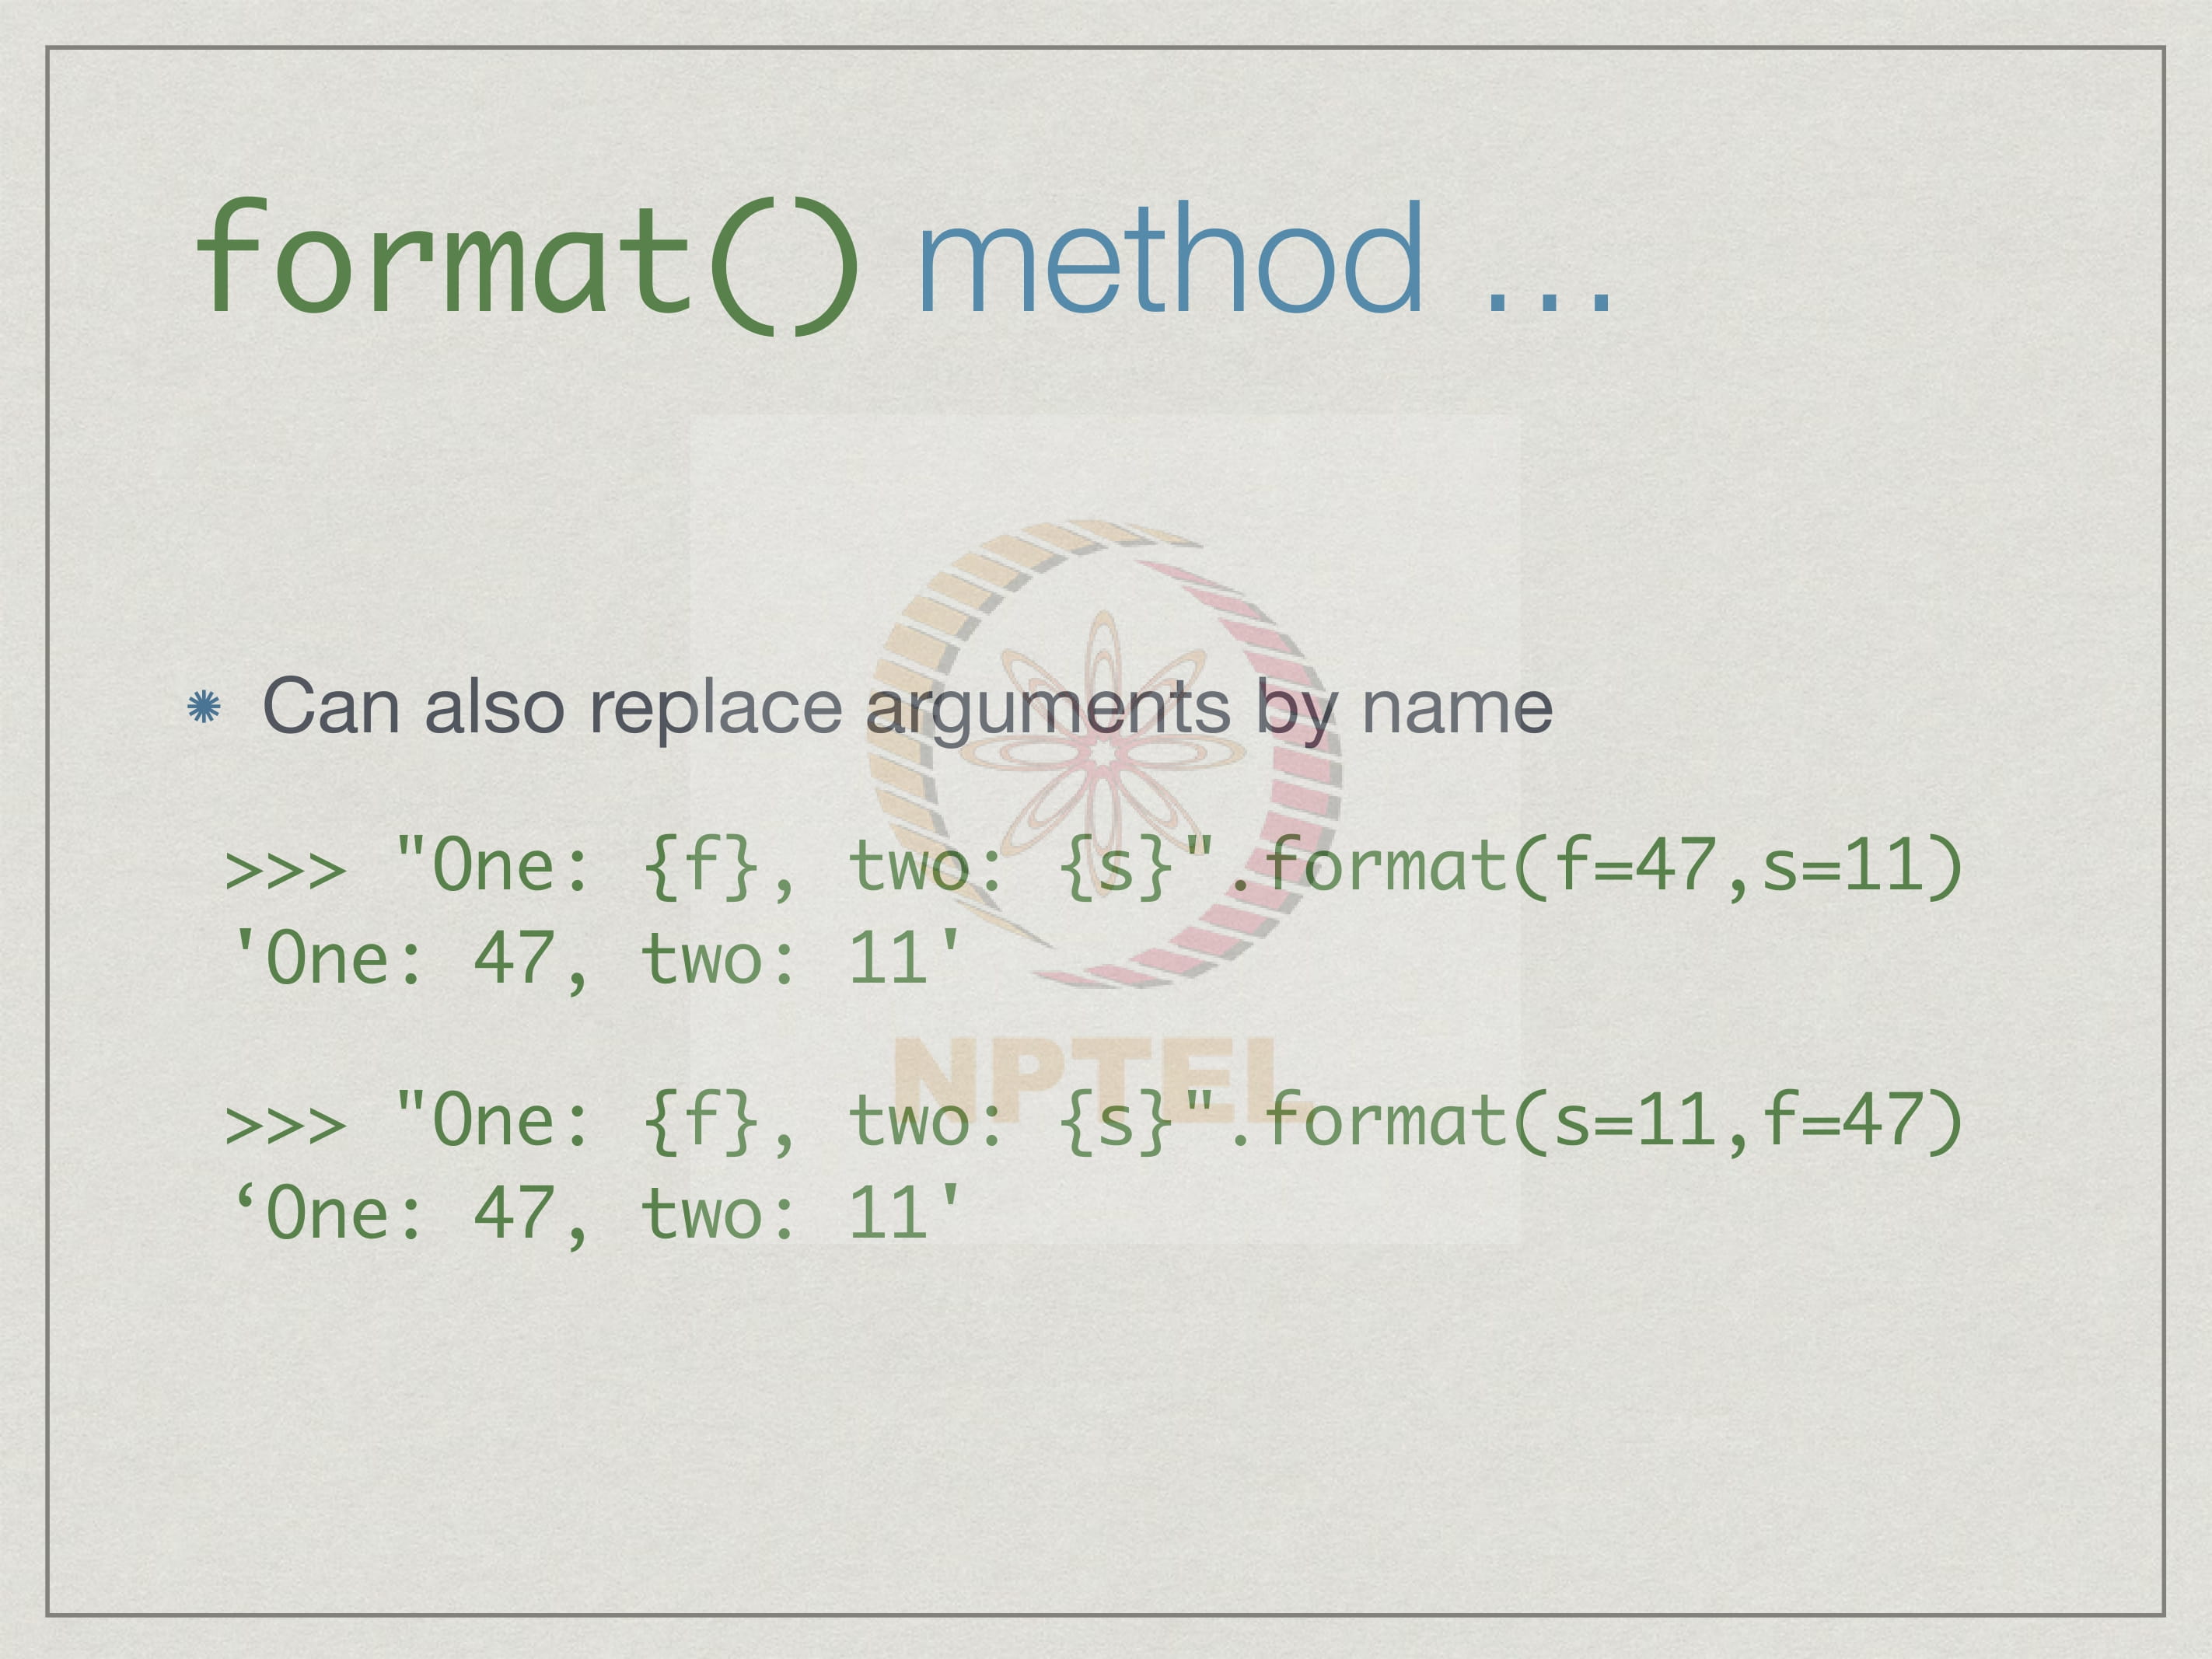 format() method …
Can also replace arguments by name
>>> "One: {f}, two: {s}".format(f=47,s=11)
'One: 47, two: 11'
>>> "One: {f}, two: {s}".format(s=11,f=47)
‘One: 47, two: 11'
NPTEL